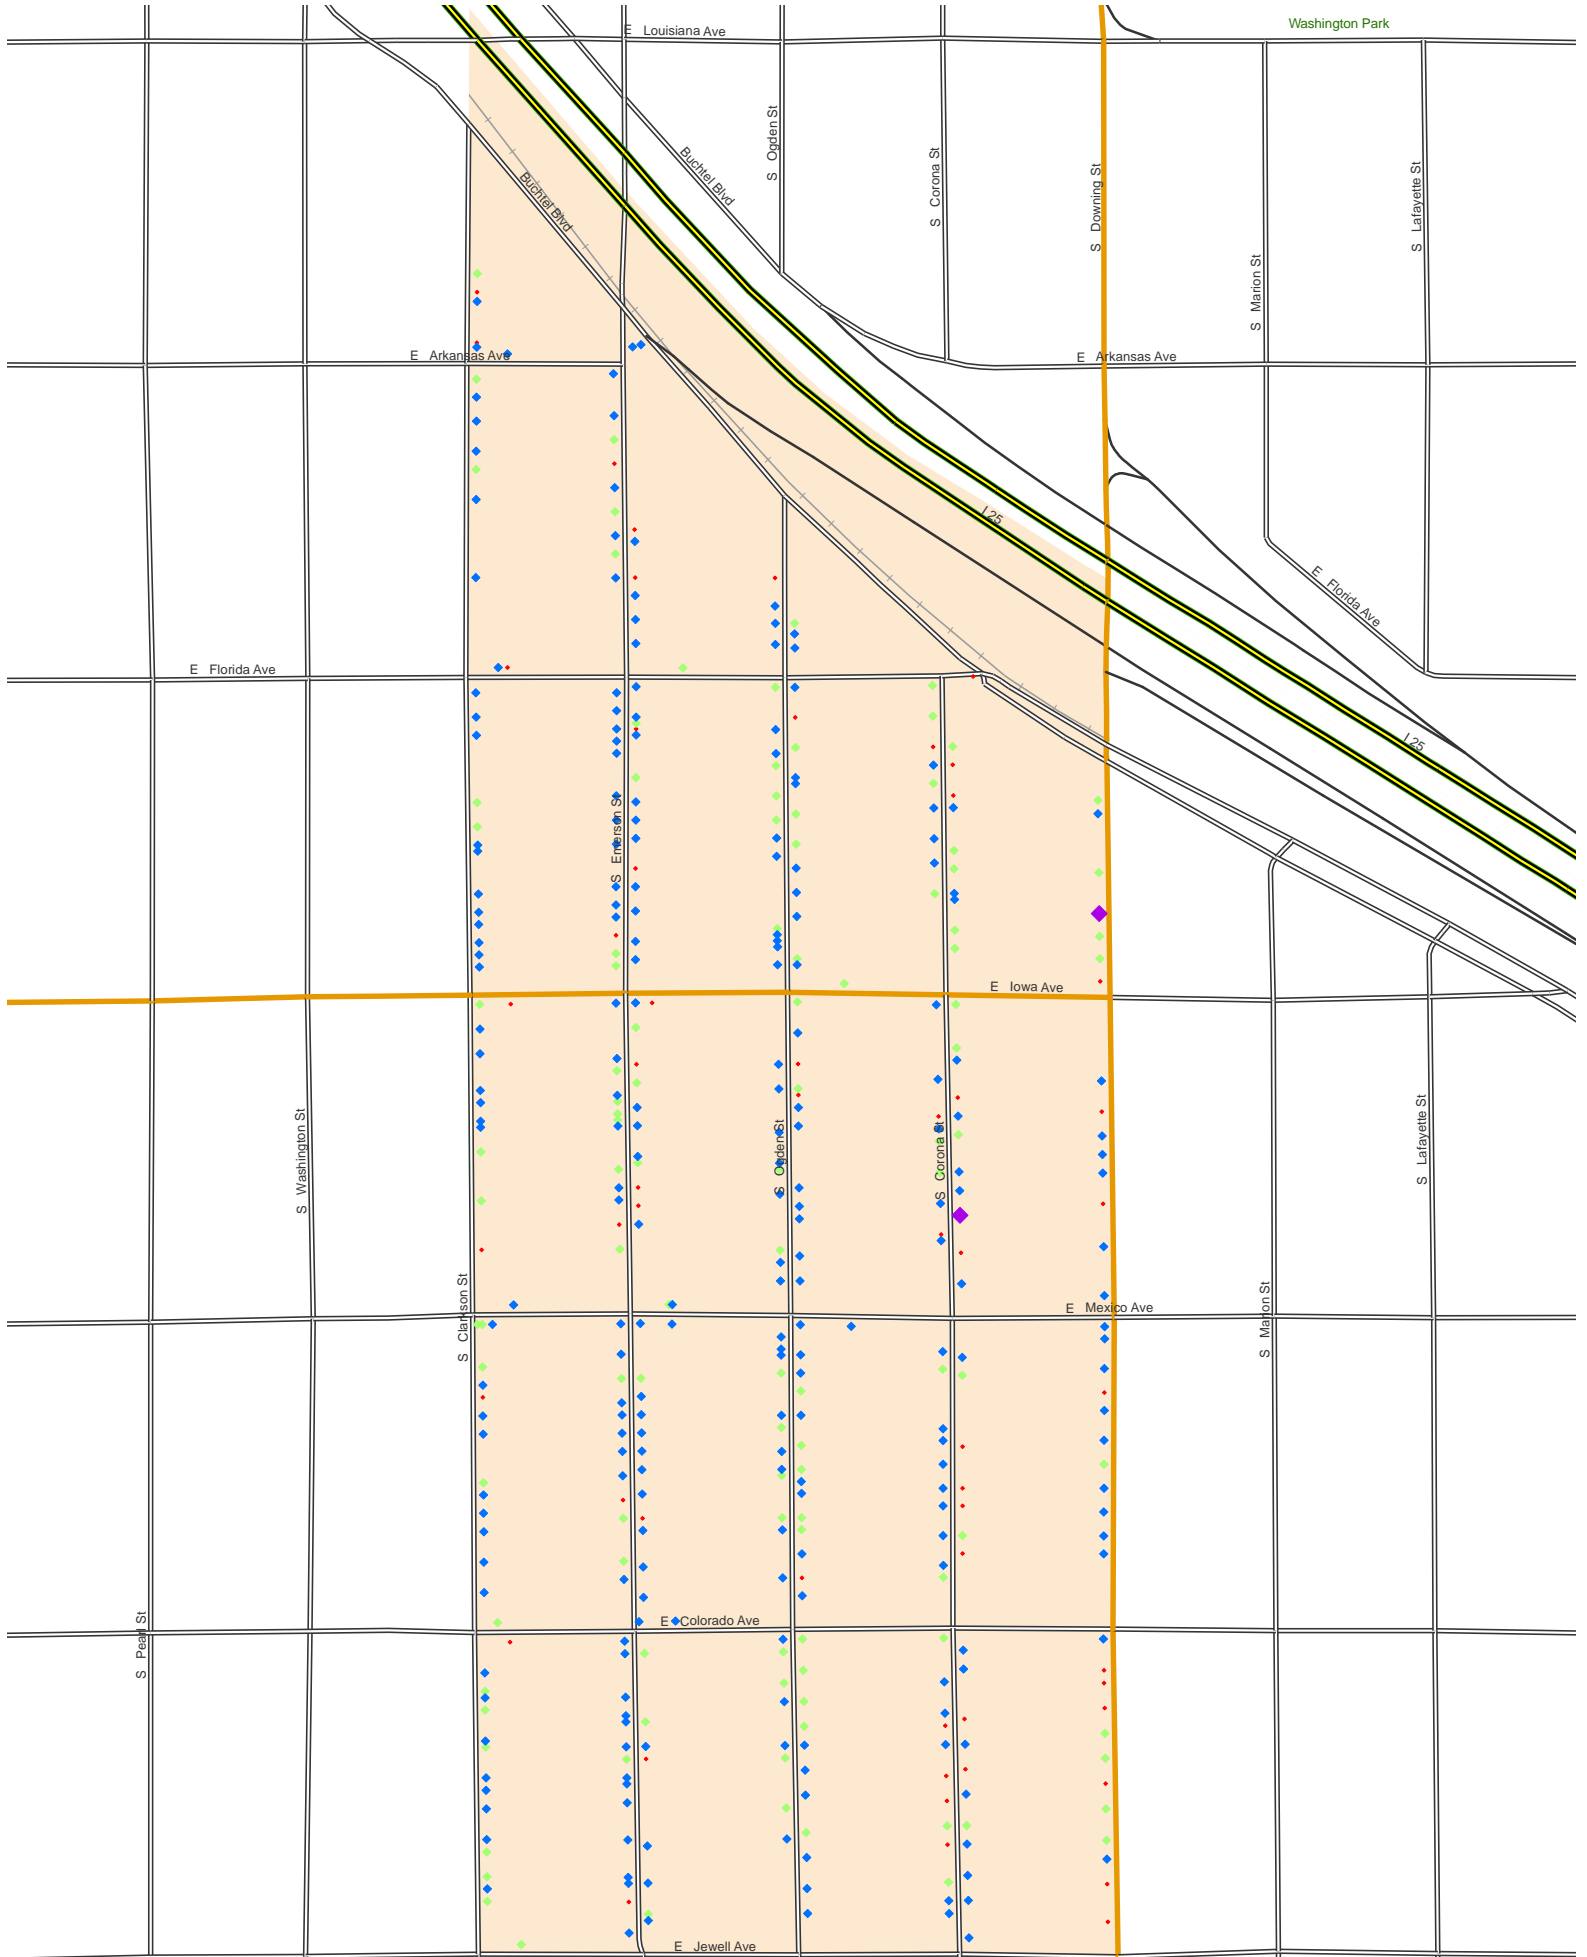 Washington Park
E Louisiana Ave
S Ogden St
Buchtel Blvd
S Corona St
S Downing St
S Lafayette St
Buchtel Blvd
S Marion St
E Arkansas Ave
E Arkansas Ave
I 25
E Florida Ave
E Florida Ave
I 25
S Emerson St
E Iowa Ave
S Washington St
S Ogden St
S Corona St
S Lafayette St
S Clarkson St
E Mexico Ave
S Marion St
S Pearl St
E Colorado Ave
E Jewell Ave